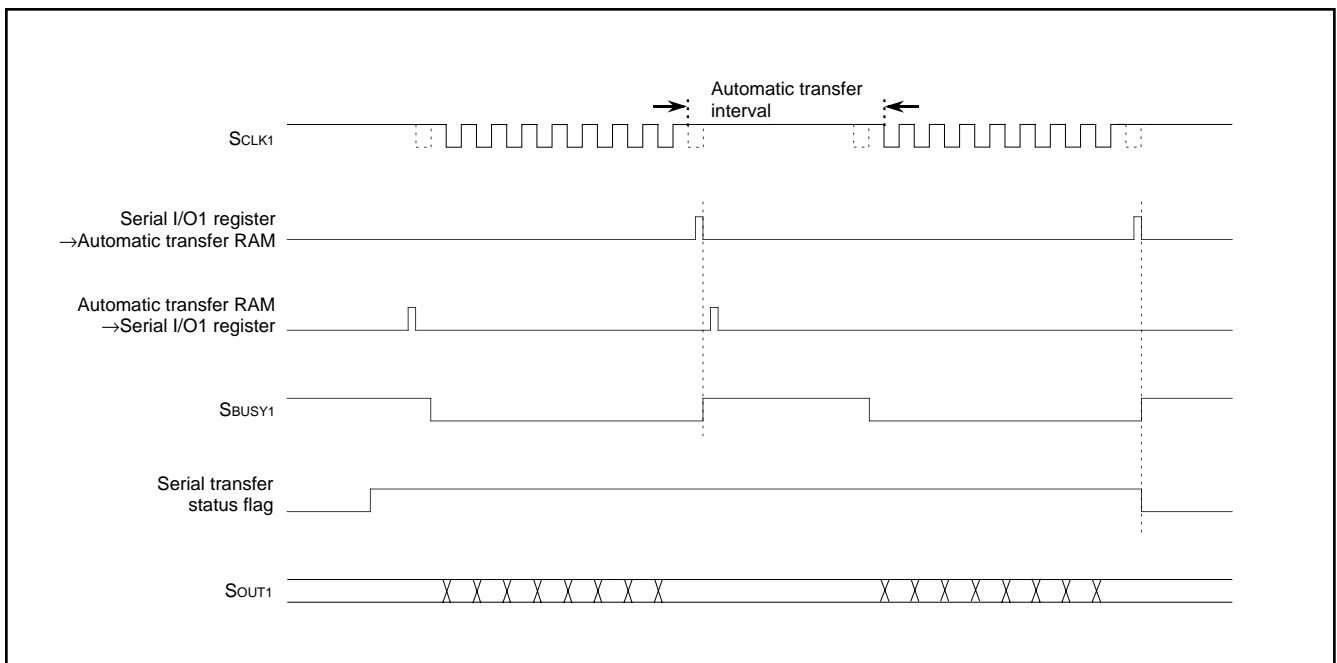 Automatic transfer
interval
SCLK1
Serial I/O1 register
→Automatic transfer RAM
Automatic transfer RAM
→Serial I/O1 register
SBUSY1
Serial transfer
status flag
SOUT1